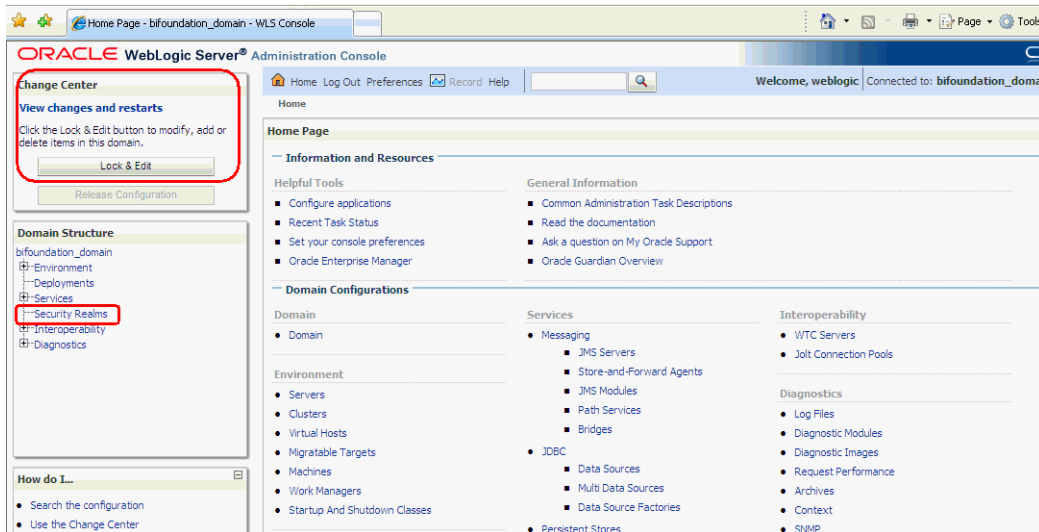 Home Page - bifoundation_domain - WLS Console
Page
Tools
ORACLE WebLogic Server® Administration Console
Change Center
View changes and restarts
Click the Lock & Edit button to modify, add or
delete items in this domain.
Lock & Edit
Release Configuration
Domain Structure
bifoundation_domain
Environment
Deployments
Services
Security Realms
Interoperability
Diagnostics
How do I...
Search the configuration
Use the Change Center
Home Log Out Preferences Record Help
Welcome, weblogic Connected to: bifoundation_doma
Home
Home Page
Information and Resources
Helpful Tools
Configure applications
Recent Task Status
Set your console preferences
Oracle Enterprise Manager
General Information
Common Administration Task Descriptions
Read the documentation
Ask a question on My Oracle Support
Oracle Guardian Overview
Domain Configurations
Domain
Domain
Environment
Servers
Clusters
Virtual Hosts
Migratable Targets
Machines
Work Managers
Startup And Shutdown Classes
Services
Messaging
JMS Servers
Store-and-Forward Agents
JMS Modules
Path Services
Bridges
JDBC
Data Sources
Multi Data Sources
Data Source Factories
Persistent Stores
Interoperability
WTC Servers
Jolt Connection Pools
Diagnostics
Log Files
Diagnostic Modules
Diagnostic Images
Request Performance
Archives
Context
SNMP